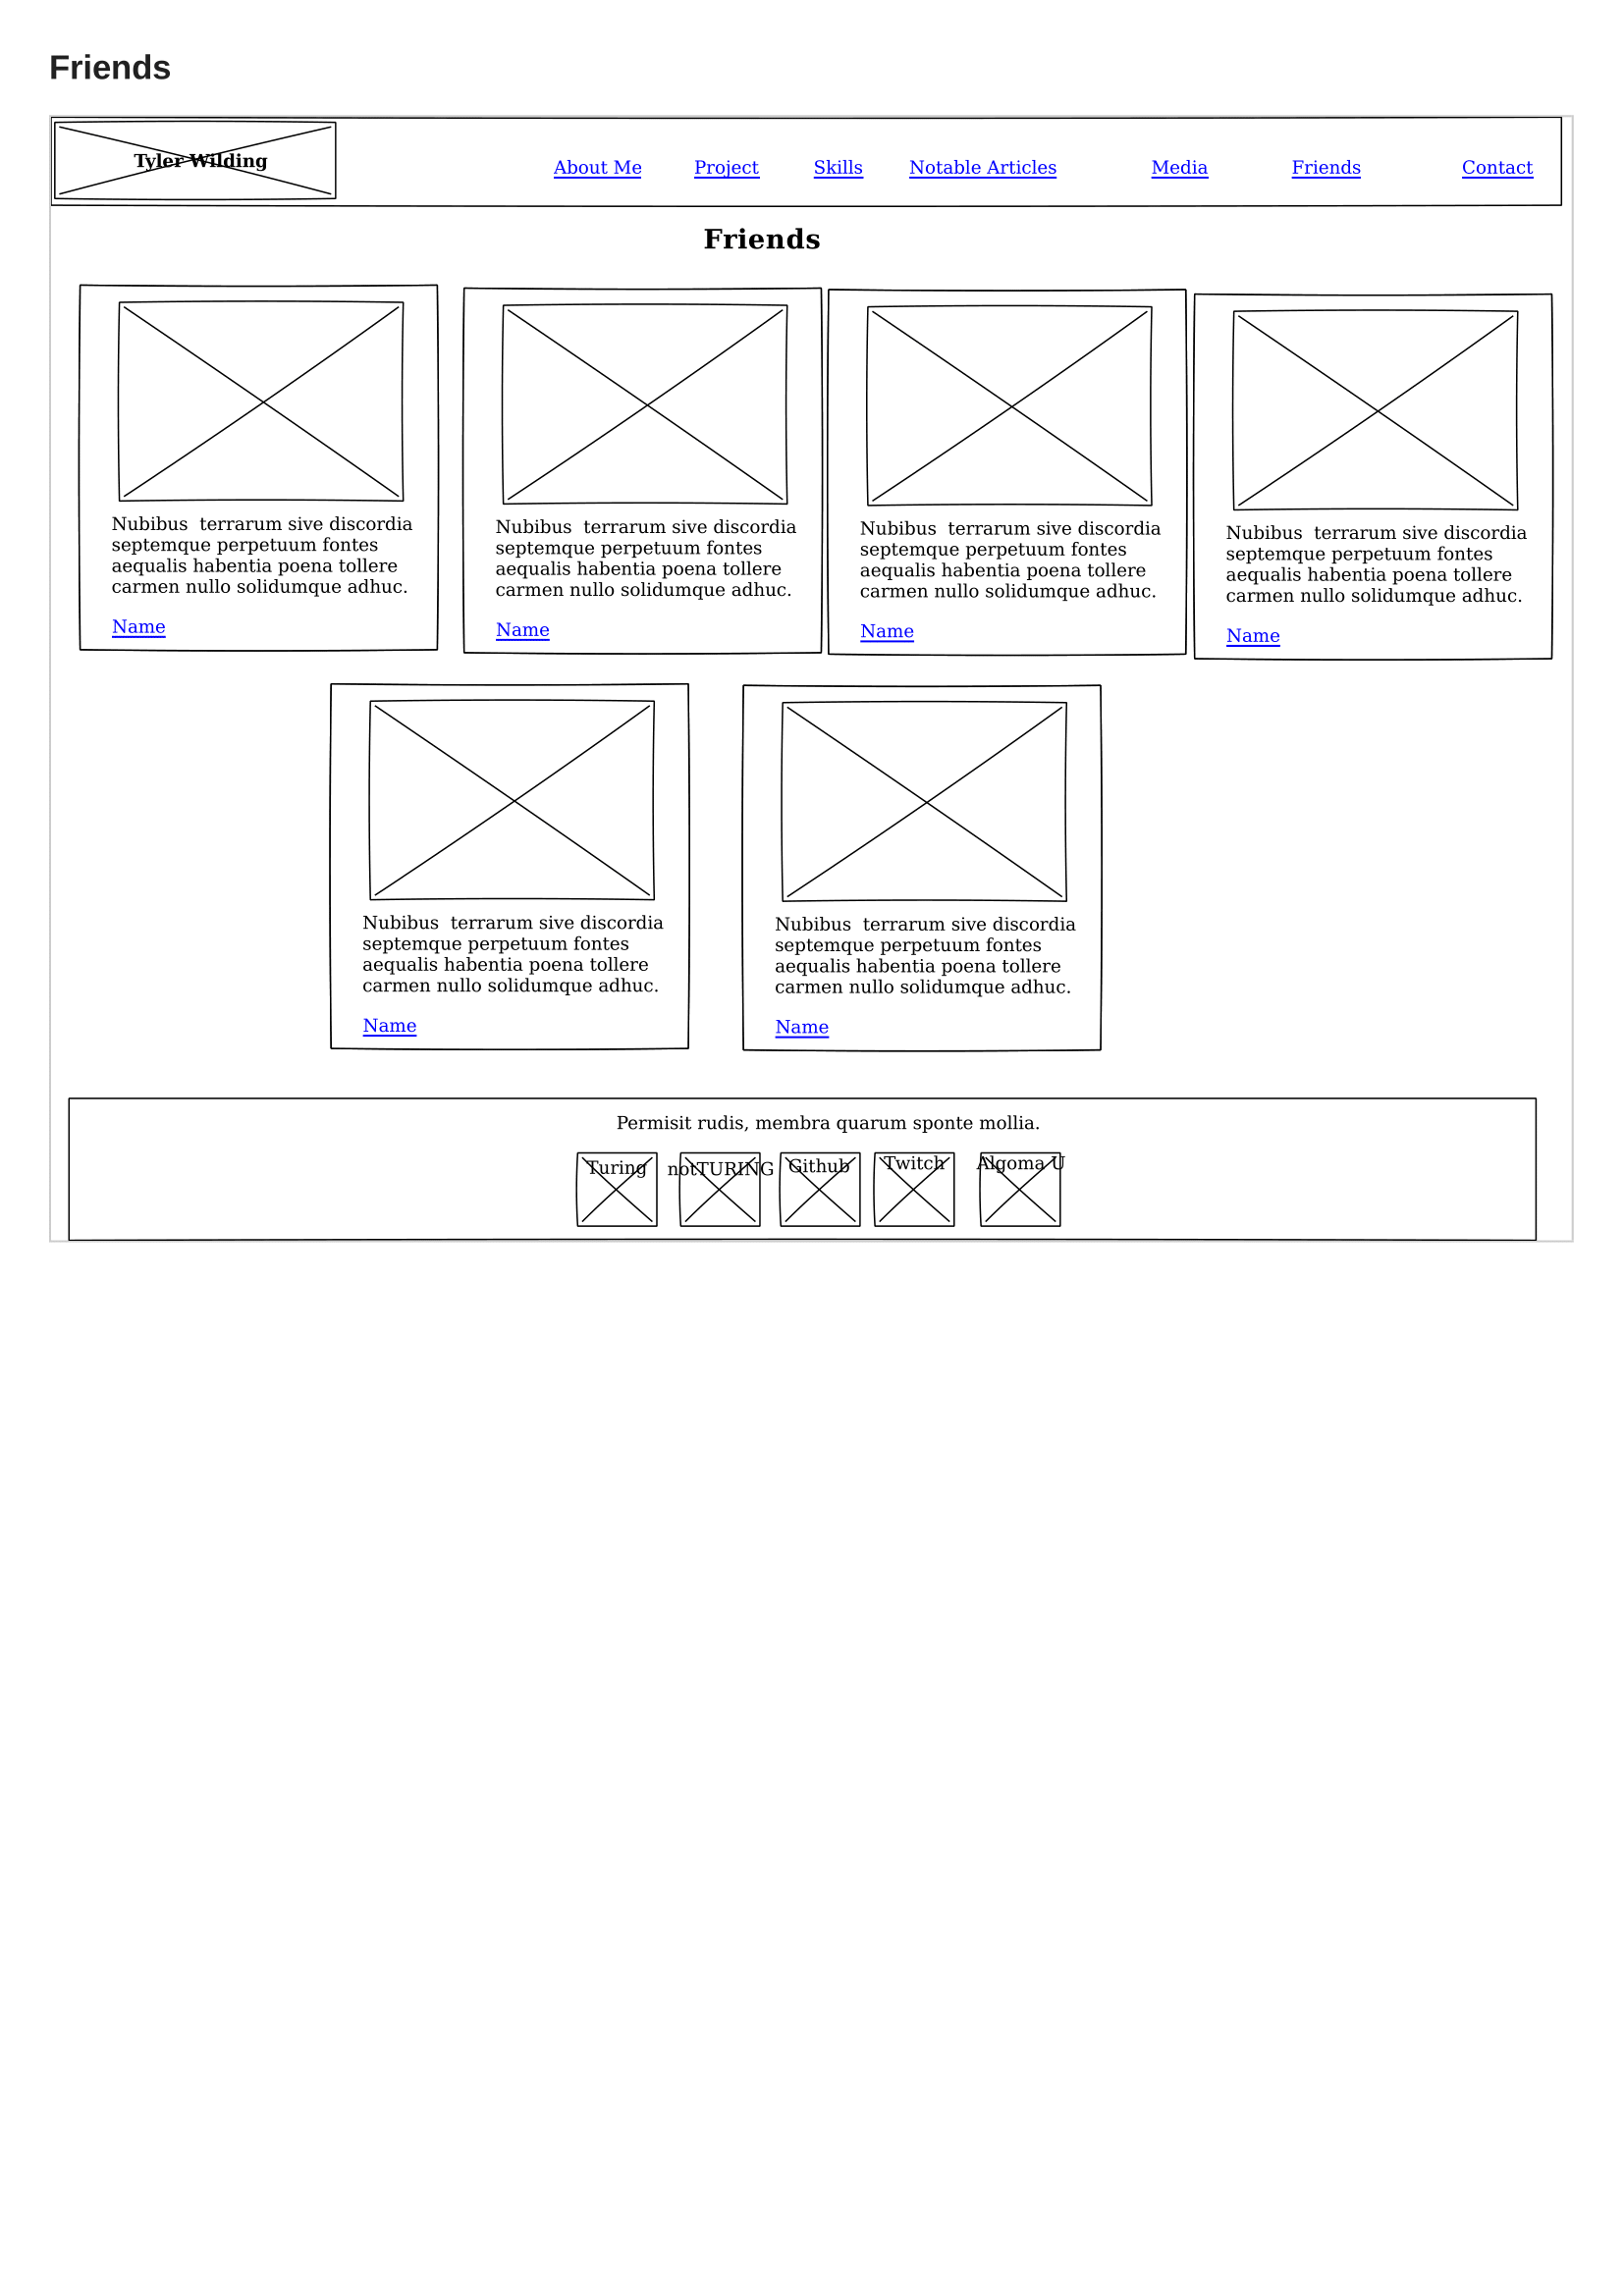 Friends
Tyler Wilding
About Me Project Skills Notable Articles Media Friends Contact
Friends
Nubibus terrarum sive discordia
septemque perpetuum fontes
aequalis habentia poena tollere
carmen nullo solidumque adhuc.
Name
Nubibus terrarum sive discordia
septemque perpetuum fontes
aequalis habentia poena tollere
carmen nullo solidumque adhuc.
Name
Nubibus terrarum sive discordia
septemque perpetuum fontes
aequalis habentia poena tollere
carmen nullo solidumque adhuc.
Name
Nubibus terrarum sive discordia
septemque perpetuum fontes
aequalis habentia poena tollere
carmen nullo solidumque adhuc.
Name
Nubibus terrarum sive discordia
septemque perpetuum fontes
aequalis habentia poena tollere
carmen nullo solidumque adhuc.
Name
Nubibus terrarum sive discordia
septemque perpetuum fontes
aequalis habentia poena tollere
carmen nullo solidumque adhuc.
Name
Permisit rudis, membra quarum sponte mollia.
Turing notTURING Github Twitch Algoma U